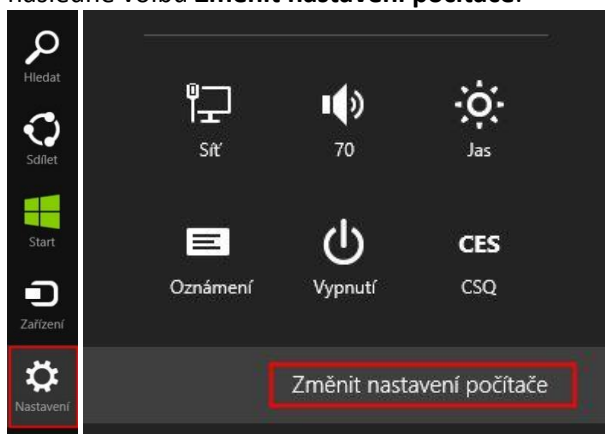 následně volbu Změnit nastavení počítače.
Hledat
Sdílet
Start
Zařízení
Nastavení
Síť
70
Jas
Oznámení
Vypnutí
CES
CSQ
Změnit nastavení počítače